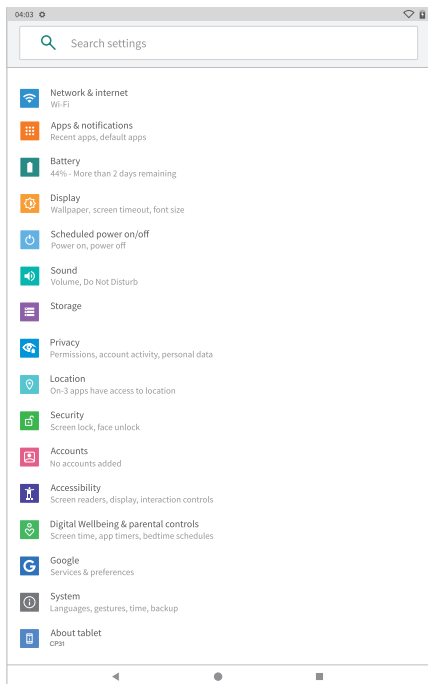 04:03
Search settings
Network & internet
Wi-Fi
Apps & notifications
Recent apps, default apps
Battery
44% - More than 2 days remaining
Display
Wallpaper, screen timeout, font size
Scheduled power on/off
Power on, power off
Sound
Volume, Do Not Disturb
Storage
Privacy
Permissions, account activity, personal data
Location
On-3 apps have access to location
Security
Screen lock, face unlock
Accounts
No accounts added
Accessibility
Screen readers, display, interaction controls
Digital Wellbeing & parental controls
Screen time, app timers, bedtime schedules
G Google
Services & preferences
System
Languages, gestures, time, backup
About tablet
CP31